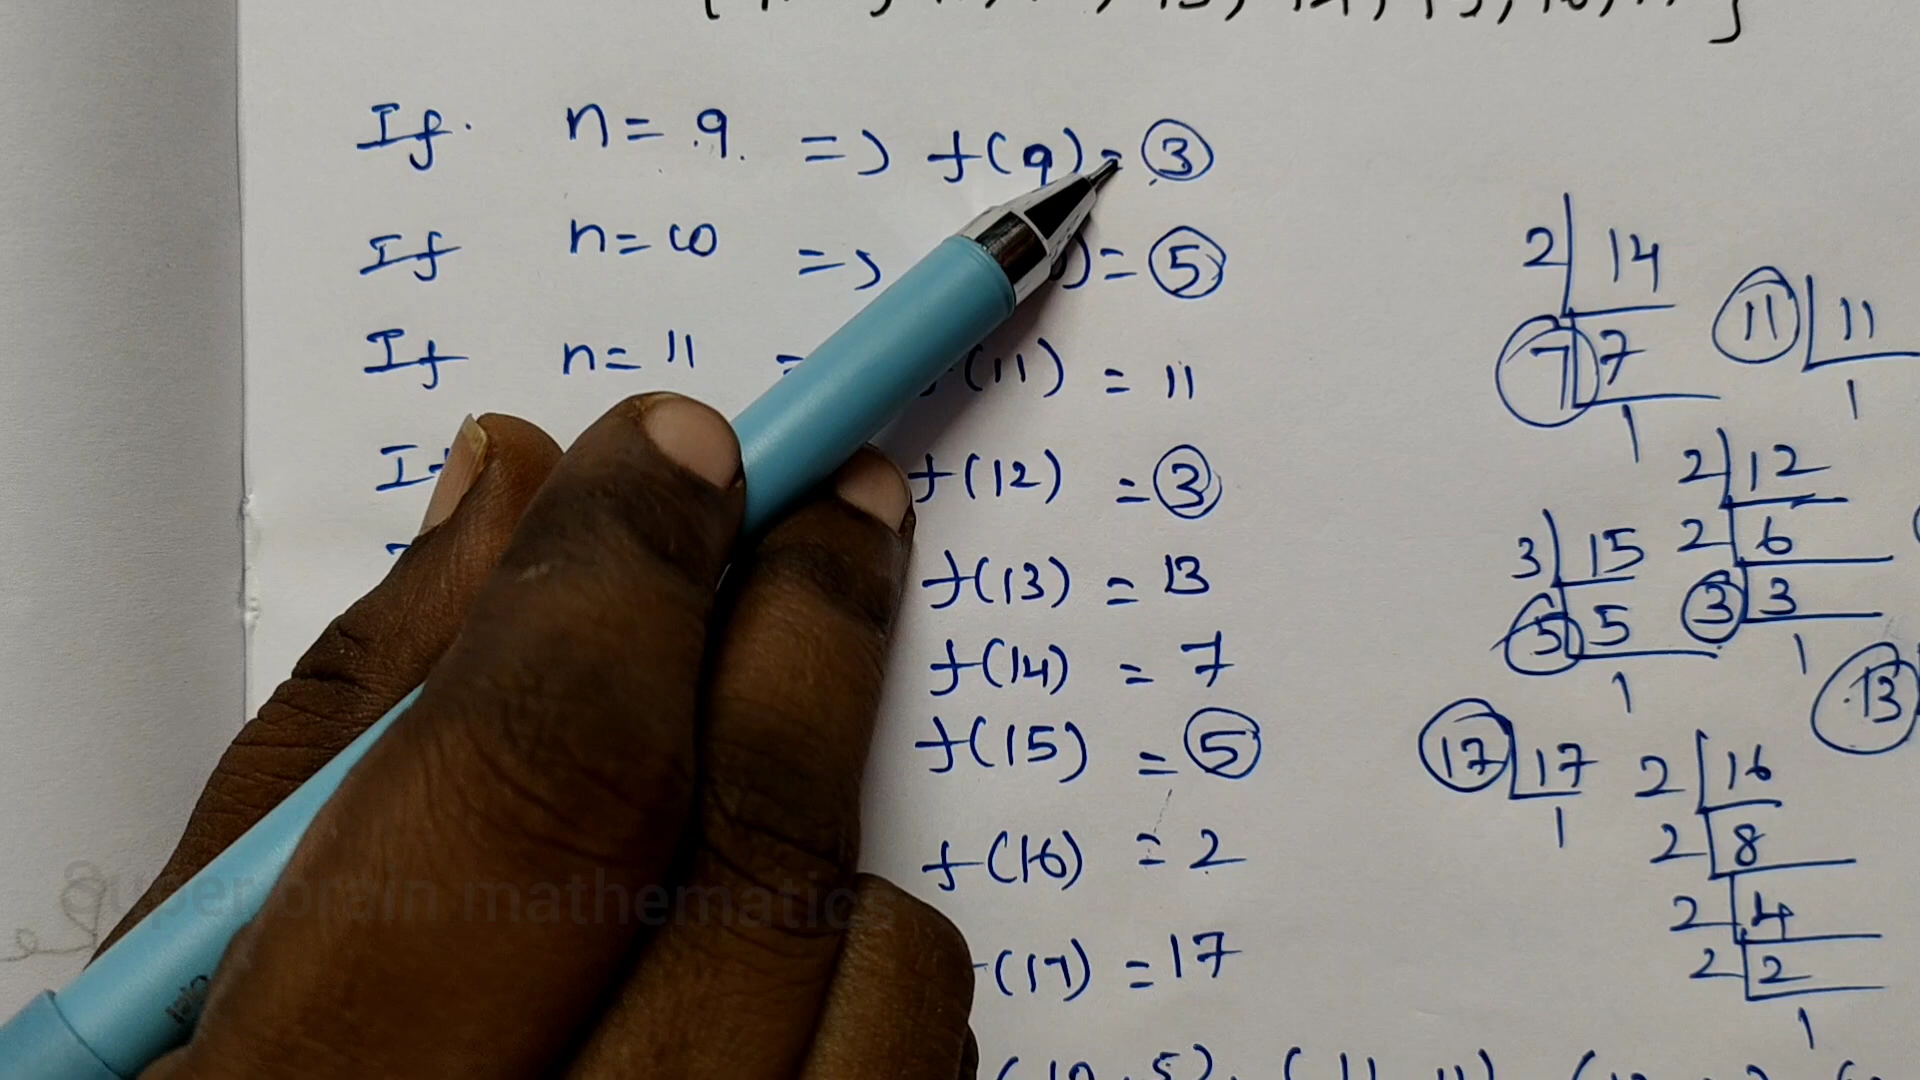 If n = 9 => f(9) = 3
If n = 10 => = 5
If n = 11 = (11) = 11
f(12) = 3
f(13) = 13
f(14) = 7
f(15) = 5
f(16) = 2
(17) = 17
2 14
7 7
1
11 11
1
2 12
2 6
3 3
1
3 15
5 5
1
13
17 17
1
2 16
2 8
2 4
2 2
1
Super brain mathematics